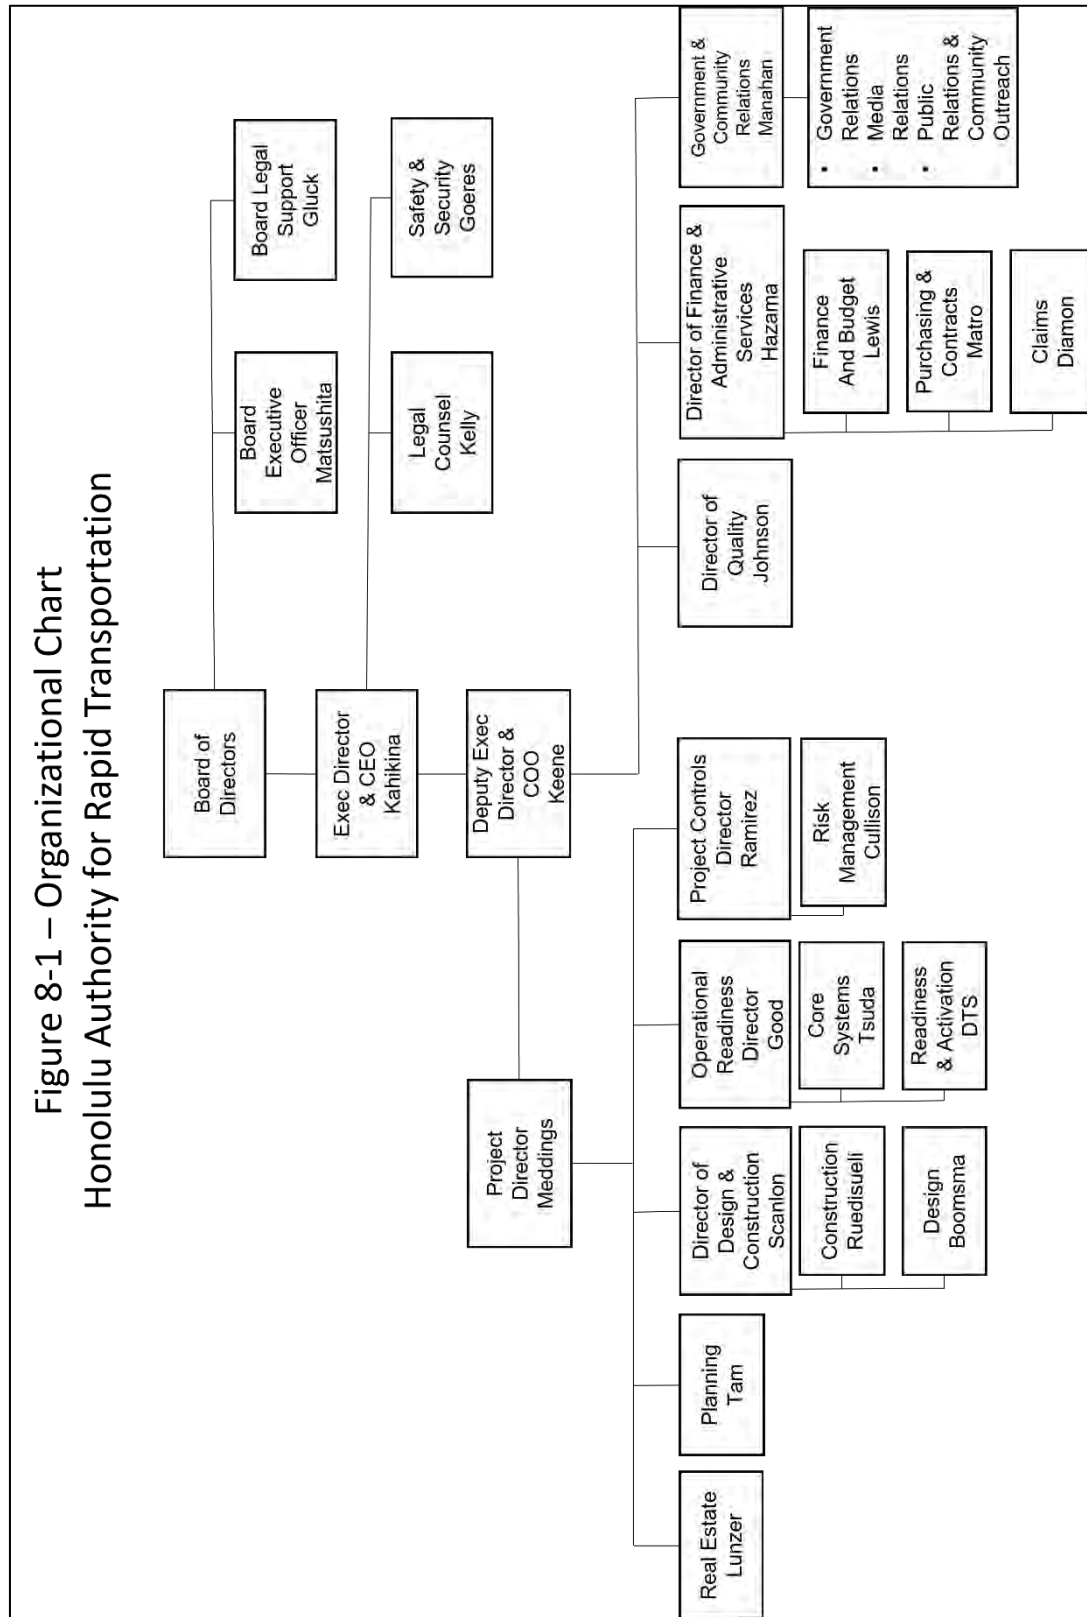 Figure 8-1 – Organizational Chart
Honolulu Authority for Rapid Transportation
Board of
Directors
Board
Executive
Officer
Matsushita
Board Legal
Support
Gluck
Exec Director
& CEO
Kahikina
Legal
Counsel
Kelly
Safety &
Security
Goeres
Deputy Exec
Director &
COO
Keene
Project
Director
Meddings
Real Estate
Lunzer
Planning
Tam
Director of
Design &
Construction
Scanlon
Construction
Ruedisueli
Design
Boomsma
Operational
Readiness
Director
Good
Core
Systems
Tsuda
Readiness
& Activation
DTS
Project Controls
Director
Ramirez
Risk
Management
Cullison
Director of
Quality
Johnson
Director of Finance &
Administrative
Services
Hazama
Finance
And Budget
Lewis
Purchasing &
Contracts
Matro
Claims
Diamon
Government &
Community
Relations
Manahan
▪ Government
Relations
▪ Media
Relations
▪ Public
Relations &
Community
Outreach